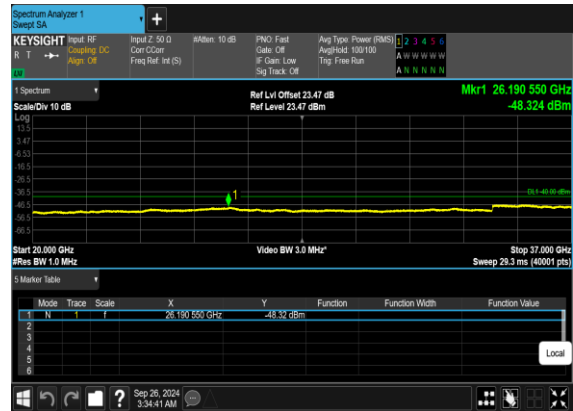 Spectrum Analyzer 1
Swept SA
+
KEYSIGHT Input: RF Input Z: 50 Ω #Atten: 10 dB PNO: Fast Avg Type: Power (RMS) 1 2 3 4 5 6
R T Coupling: DC Corr CCorr Gate: Off Avg|Hold: 100/100 A W W W W W
Align: Off Freq Ref: Int (S) IF Gain: Low Trig: Free Run
Sig Track: Off A N N N N N
1 Spectrum Ref Lvl Offset 23.47 dB Mkr1 26.190 550 GHz
Scale/Div 10 dB Ref Level 23.47 dBm -48.324 dBm
Log
13.5
3.47
-6.53
-16.5
-26.5
-36.5 1 DL1 -40.00 dBm
-46.5
-56.5
-66.5
Start 20.000 GHz Video BW 3.0 MHz* Stop 37.000 GHz
#Res BW 1.0 MHz Sweep 29.3 ms (40001 pts)
5 Marker Table
Mode Trace Scale X Y Function Function Width Function Value
1 N 1 f 26.190 550 GHz -48.32 dBm
2
3
4
5
6
Local
? Sep 26, 2024
3:34:41 AM